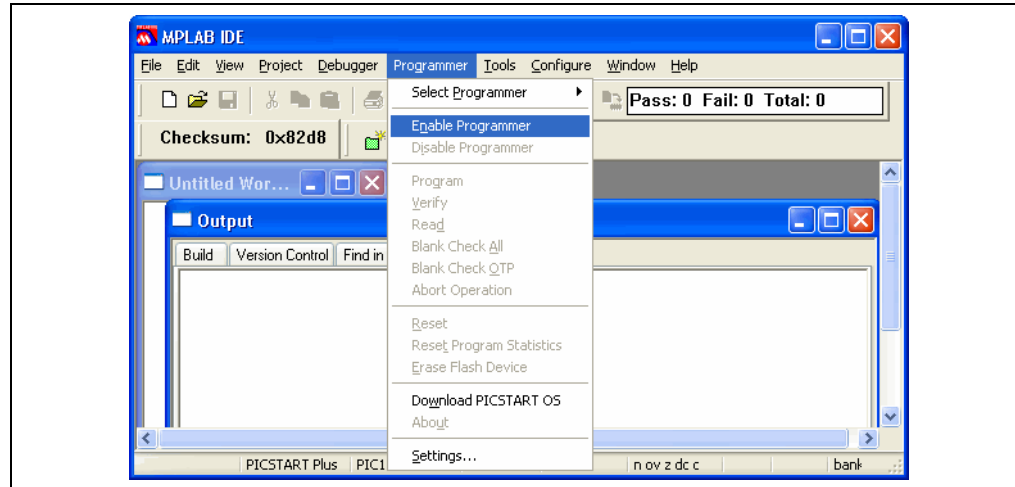 MPLAB IDE
File Edit View Project Debugger Programmer Tools Configure Window Help
Select Programmer
Pass: 0 Fail: 0 Total: 0
Enable Programmer
Checksum: 0x82d8
Disable Programmer
Untitled Wor...
Program
Verify
Output
Read
Build Version Control Find in
Blank Check All
Blank Check OTP
Abort Operation
Reset
Reset Program Statistics
Erase Flash Device
Download PICSTART OS
About
Settings...
PICSTART Plus PIC1 n ov z dc c bank